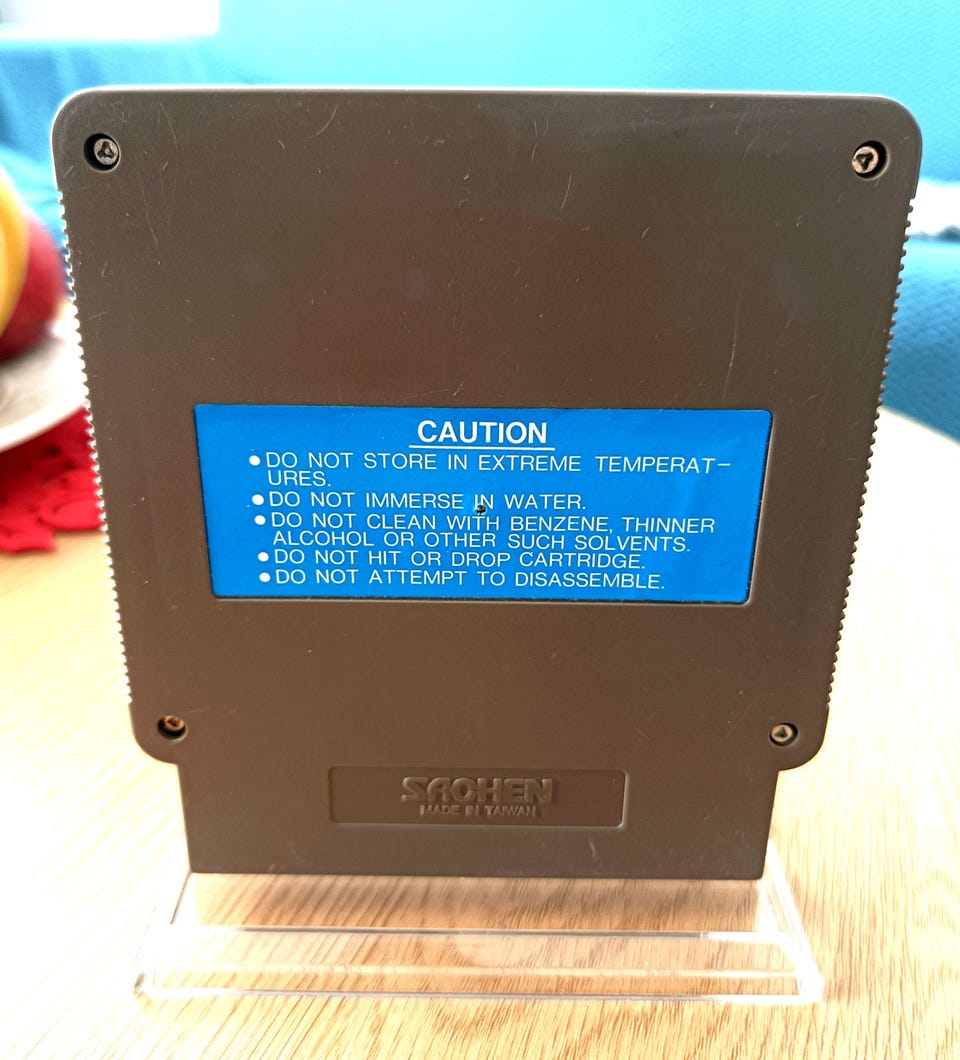 CAUTION
● DO NOT STORE IN EXTREME TEMPERAT-
URES.
● DO NOT IMMERSE IN WATER.
● DO NOT CLEAN WITH BENZENE, THINNER
ALCOHOL OR OTHER SUCH SOLVENTS.
● DO NOT HIT OR DROP CARTRIDGE.
● DO NOT ATTEMPT TO DISASSEMBLE.
SACHEN
MADE IN TAIWAN